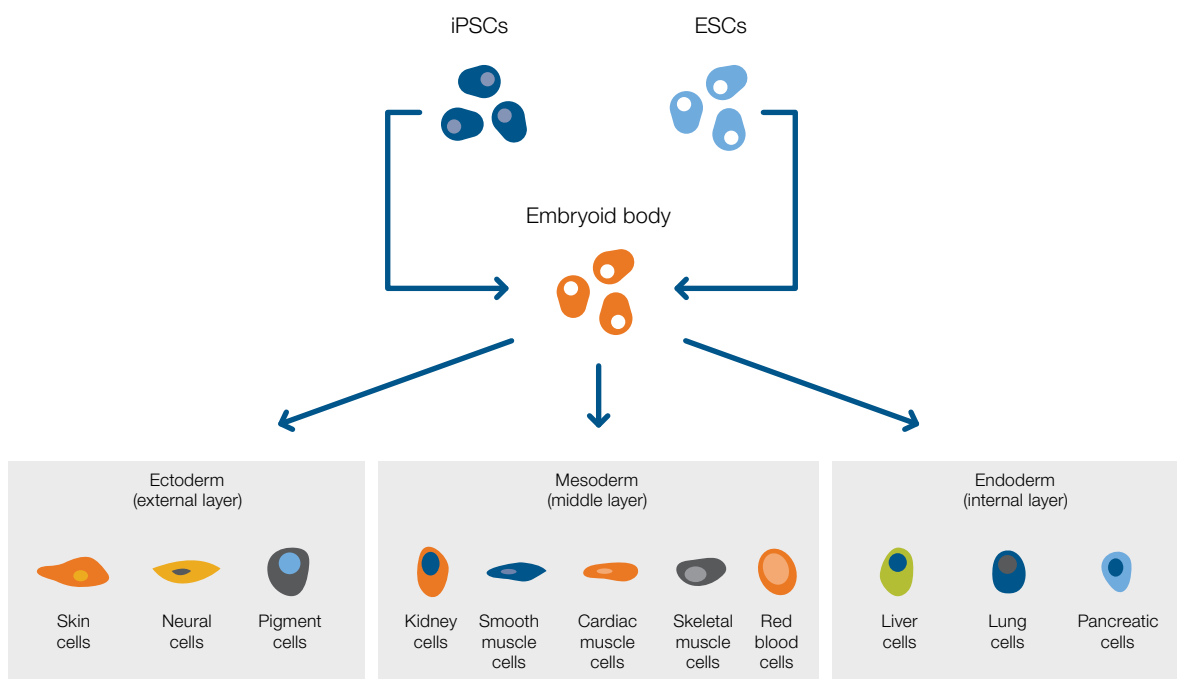 iPSCs
ESCs
Embryoid body
Ectoderm
(external layer)
Skin
cells
Neural
cells
Pigment
cells
Mesoderm
(middle layer)
Kidney
cells
Smooth
muscle
cells
Cardiac
muscle
cells
Skeletal
muscle
cells
Red
blood
cells
Endoderm
(internal layer)
Liver
cells
Lung
cells
Pancreatic
cells